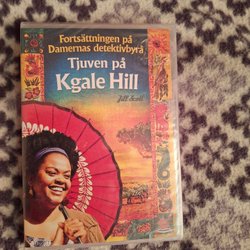 Fortsättningen på
Damernas detektivbyrå
Tjuven på
Kgale Hill
Jill Scott